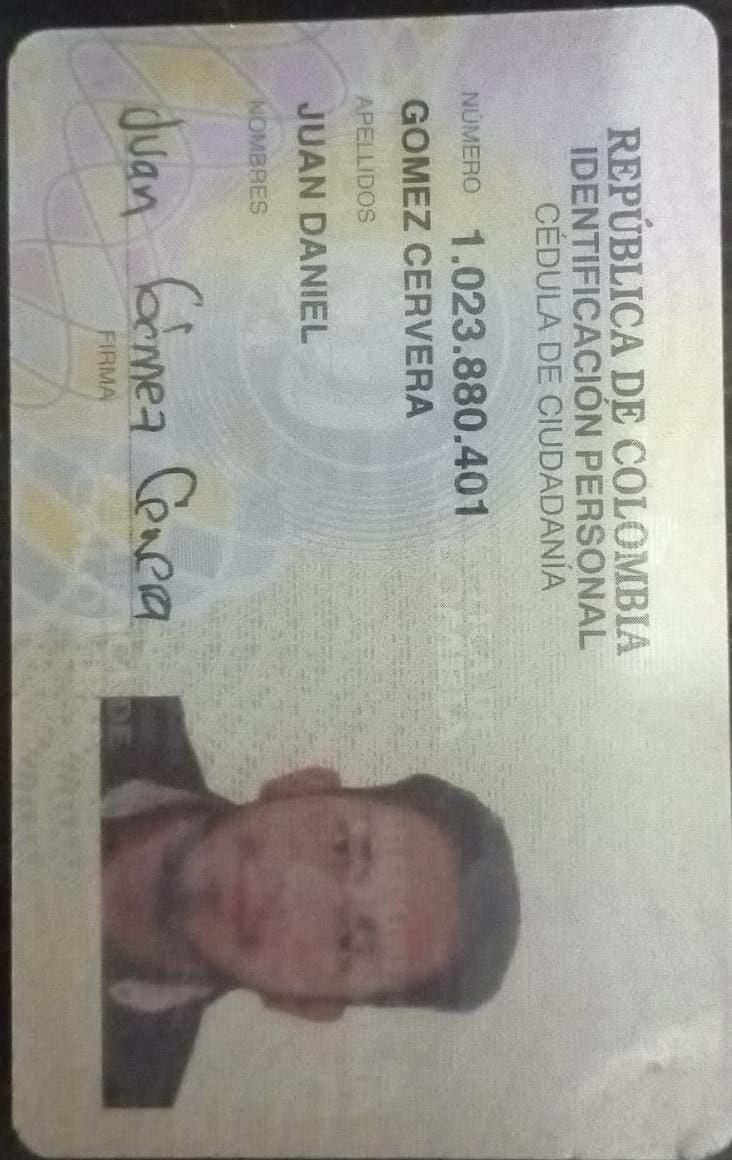 REPÚBLICA DE COLOMBIA
IDENTIFICACIÓN PERSONAL
CÉDULA DE CIUDADANÍA
NÚMERO 1.023.880.401
GOMEZ CERVERA
APELLIDOS
JUAN DANIEL
NOMBRES
Juan Gómez Cervera
FIRMA